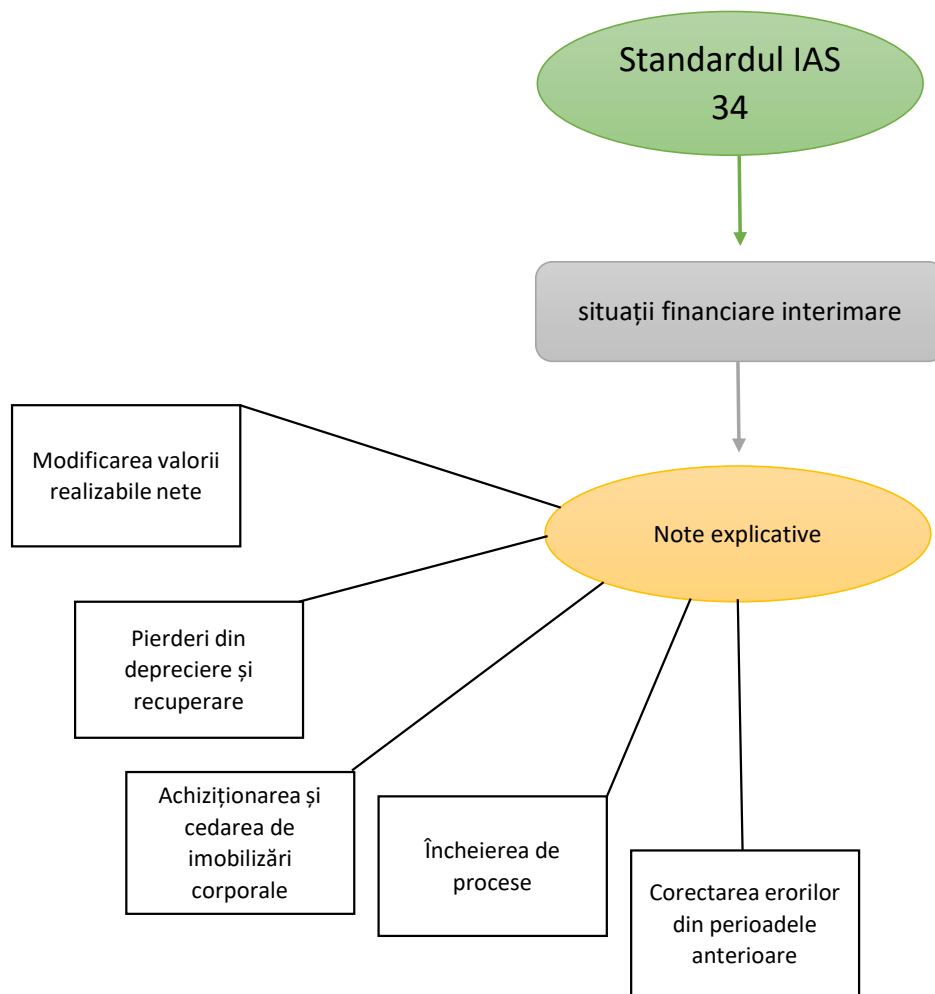 Standardul IAS
34
situații financiare interimare
Note explicative
Modificarea valorii
realizabile nete
Pierderi din
depreciere și
recuperare
Achiziționarea și
cedarea de
imobilizări
corporale
Încheierea de
procese
Corectarea erorilor
din perioadele
anterioare